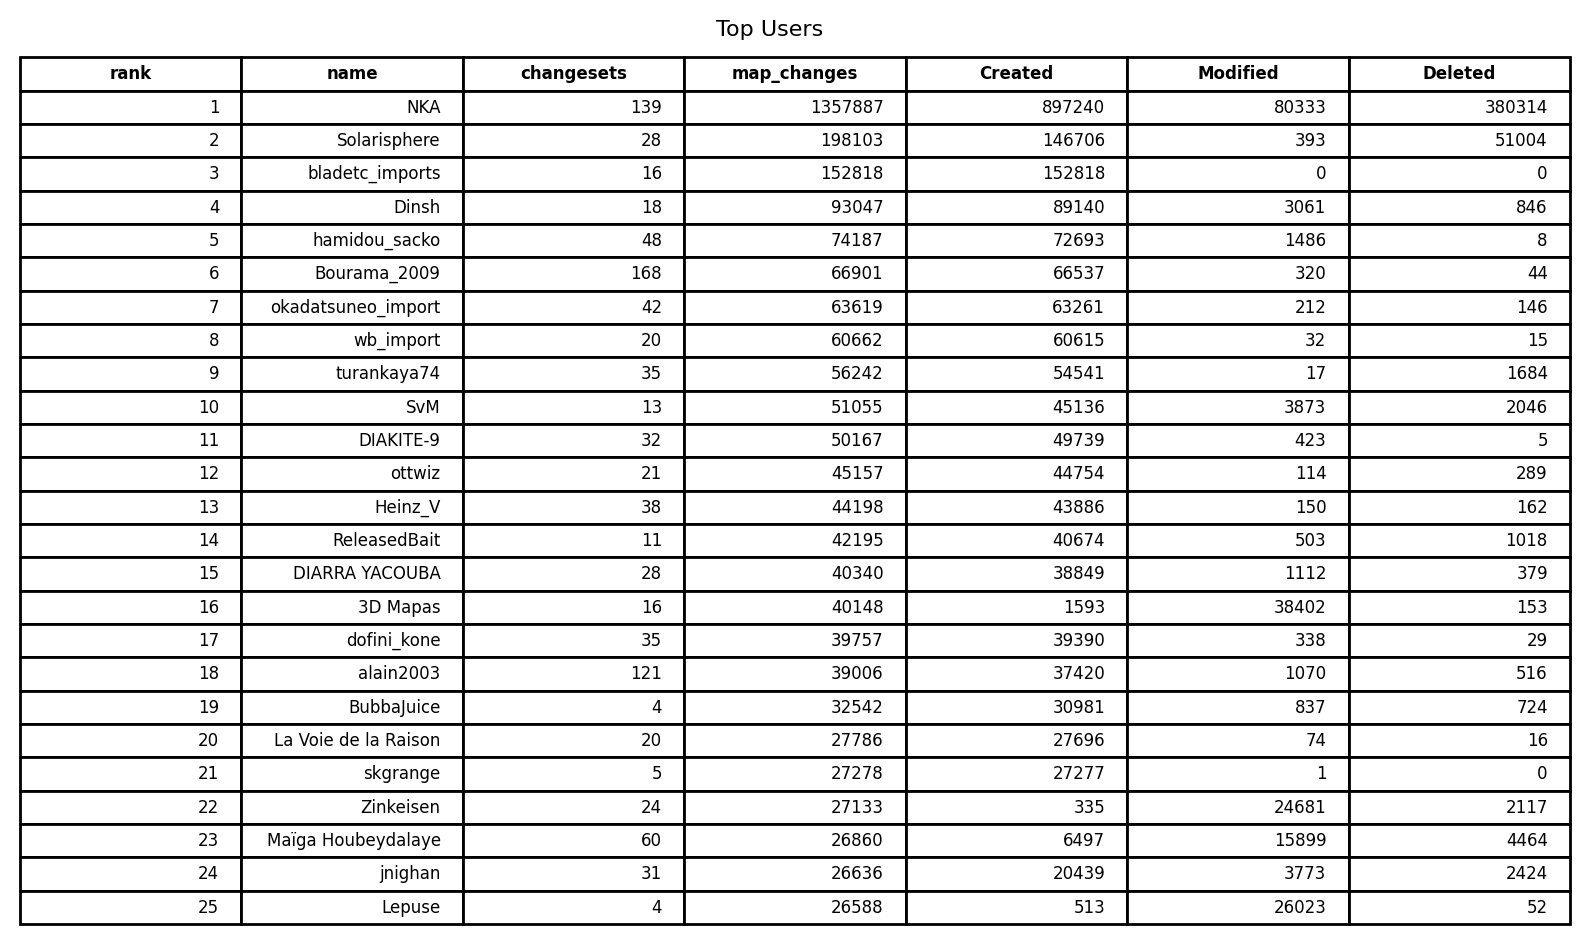 Top Users
rank name changesets map_changes Created Modified Deleted
1 NKA 139 1357887 897240 80333 380314
2 Solarisphere 28 198103 146706 393 51004
3 bladetc_imports 16 152818 152818 0 0
4 Dinsh 18 93047 89140 3061 846
5 hamidou_sacko 48 74187 72693 1486 8
6 Bourama_2009 168 66901 66537 320 44
7 okadatsuneo_import 42 63619 63261 212 146
8 wb_import 20 60662 60615 32 15
9 turankaya74 35 56242 54541 17 1684
10 SvM 13 51055 45136 3873 2046
11 DIAKITE-9 32 50167 49739 423 5
12 ottwiz 21 45157 44754 114 289
13 Heinz_V 38 44198 43886 150 162
14 ReleasedBait 11 42195 40674 503 1018
15 DIARRA YACOUBA 28 40340 38849 1112 379
16 3D Mapas 16 40148 1593 38402 153
17 dofini_kone 35 39757 39390 338 29
18 alain2003 121 39006 37420 1070 516
19 BubbaJuice 4 32542 30981 837 724
20 La Voie de la Raison 20 27786 27696 74 16
21 skgrange 5 27278 27277 1 0
22 Zinkeisen 24 27133 335 24681 2117
23 Maïga Houbeydalaye 60 26860 6497 15899 4464
24 jnighan 31 26636 20439 3773 2424
25 Lepuse 4 26588 513 26023 52